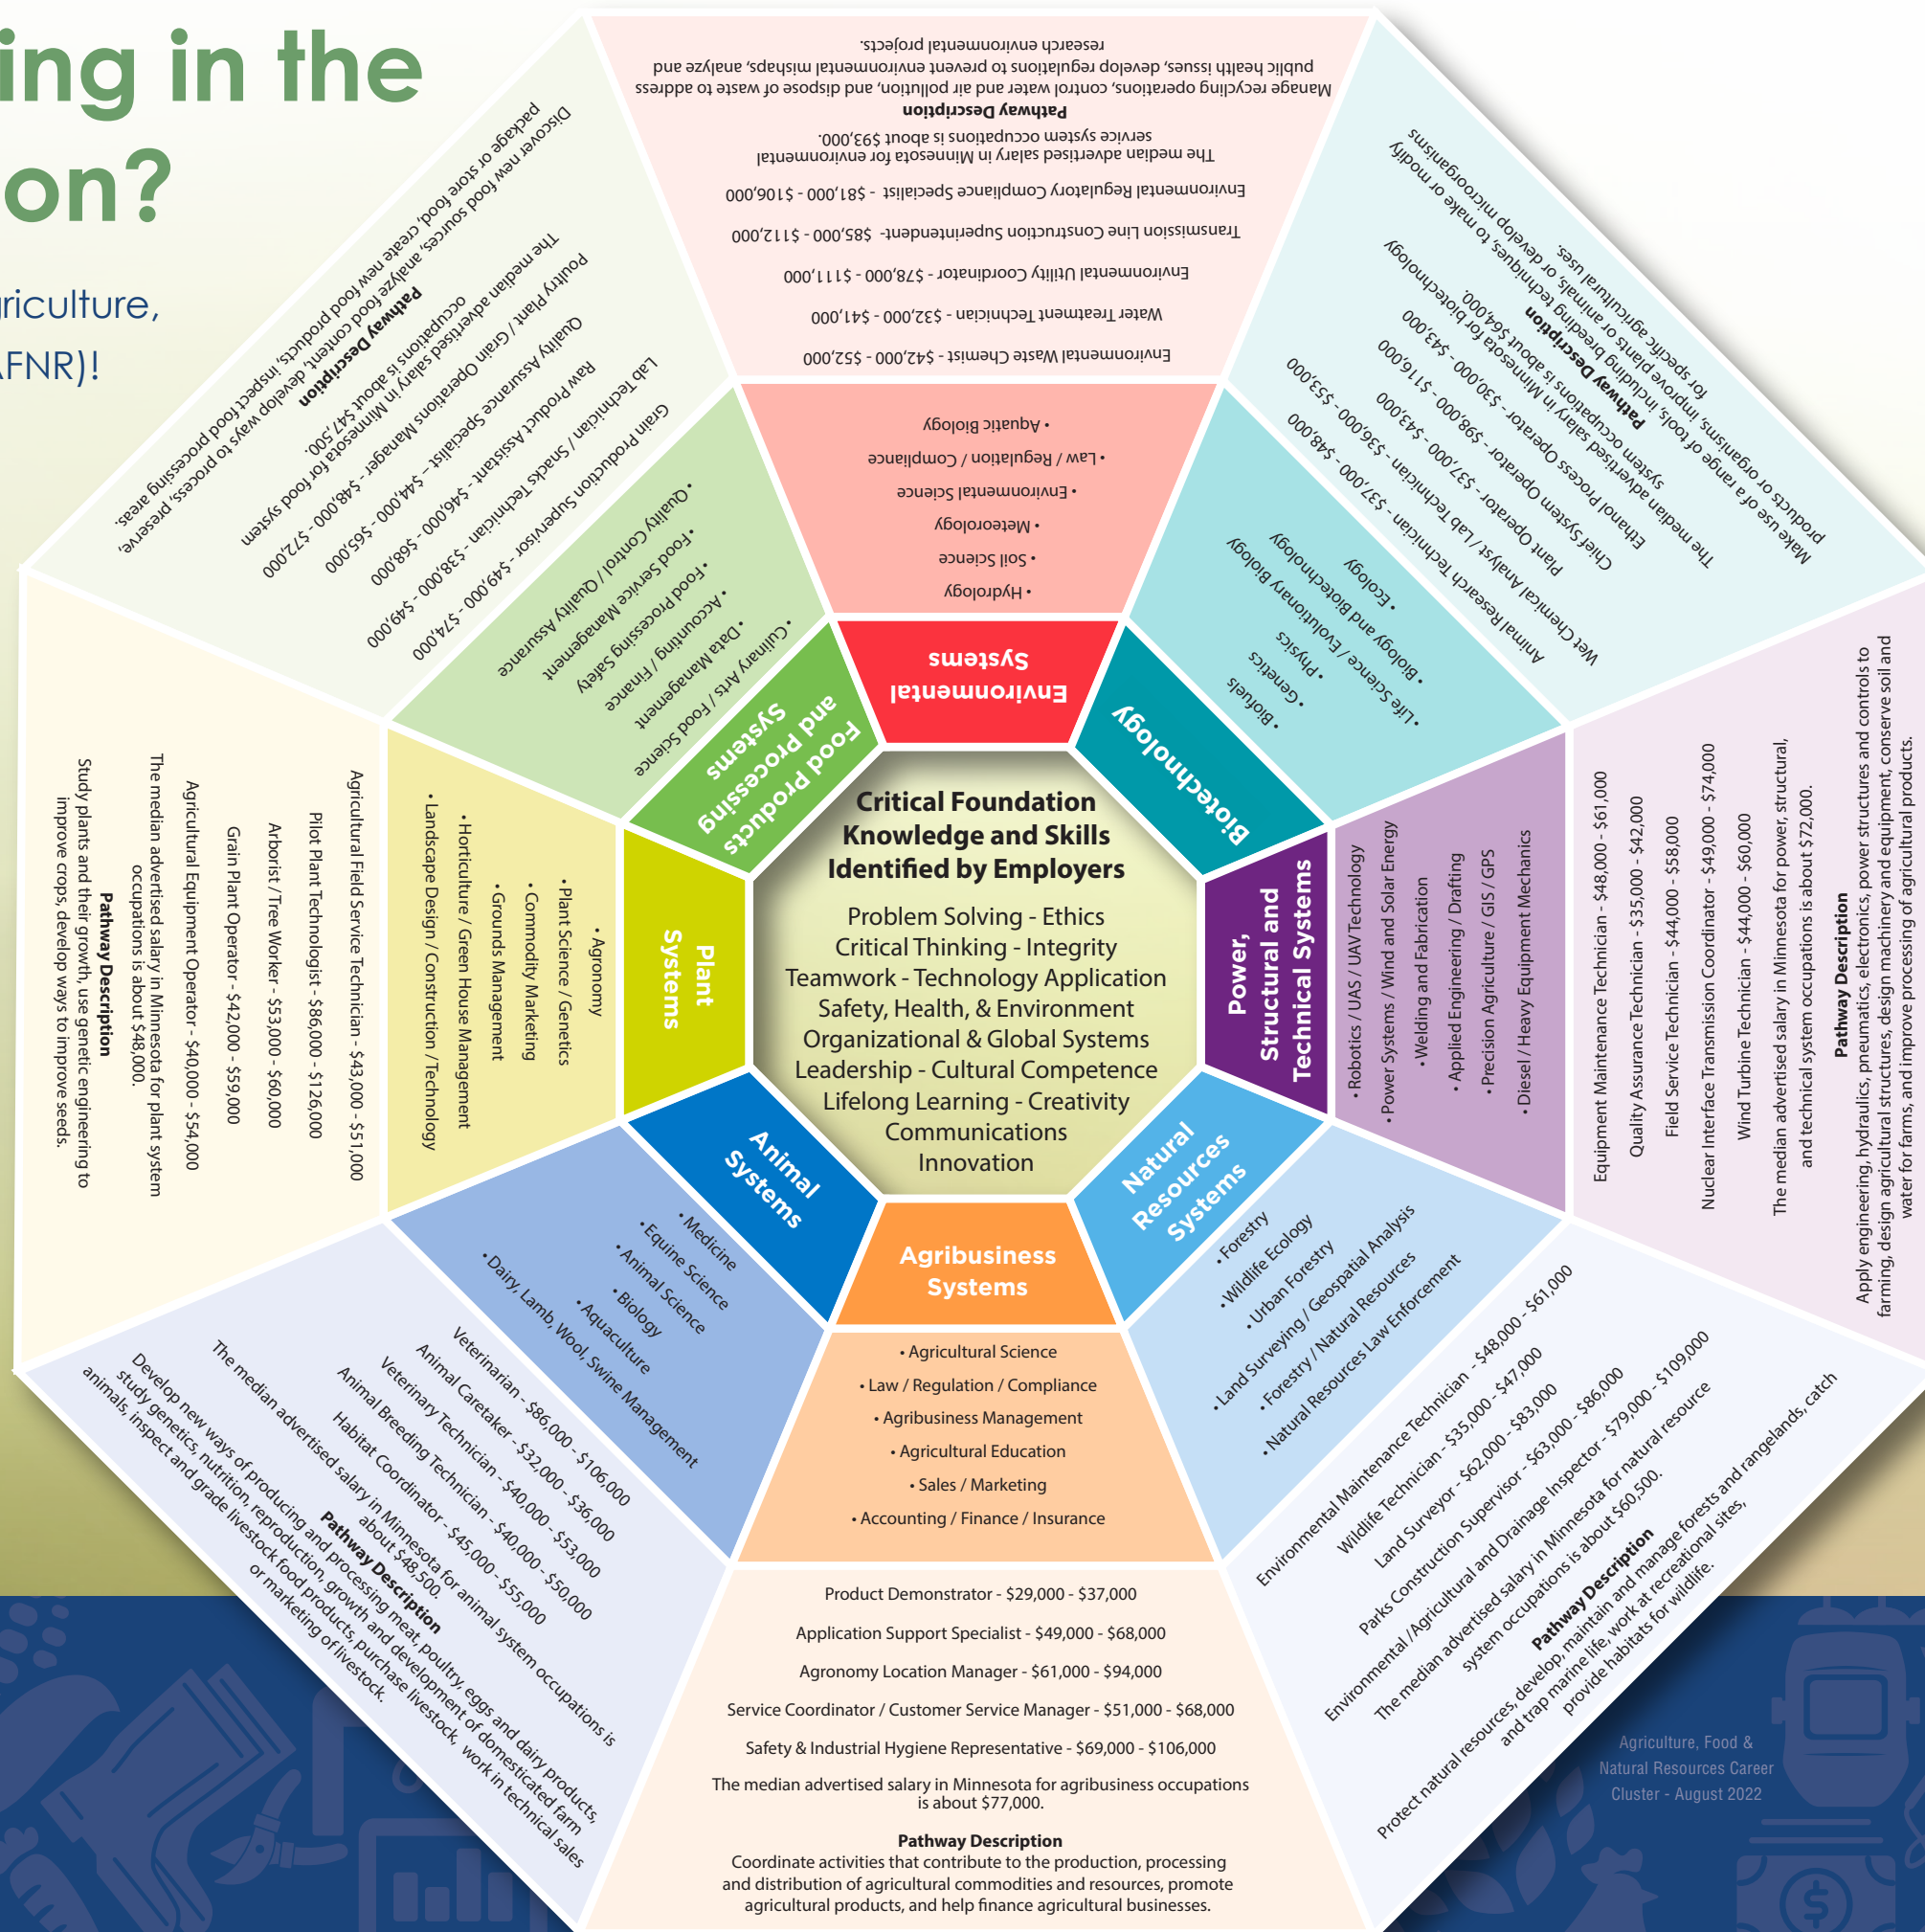 ing in the
on?
riculture,
FNR)!
Critical Foundation
Knowledge and Skills
Identified by Employers
Problem Solving - Ethics
Critical Thinking - Integrity
Teamwork - Technology Application
Safety, Health, & Environment
Organizational & Global Systems
Leadership - Cultural Competence
Lifelong Learning - Creativity
Communications
Innovation
Environmental
Systems
• Hydrology
• Soil Science
• Meteorology
• Environmental Science
• Law / Regulation / Compliance
• Aquatic Biology
Environmental Waste Chemist - $42,000 - $52,000
Water Treatment Technician - $32,000 - $41,000
Environmental Utility Coordinator - $78,000 - $111,000
Transmission Line Construction Superintendent- $85,000 - $112,000
Environmental Regulatory Compliance Specialist - $81,000 - $106,000
The median advertised salary in Minnesota for environmental
service system occupations is about $93,000.
Pathway Description
Manage recycling operations, control water and air pollution, and dispose of waste to address
public health issues, develop regulations to prevent environmental mishaps, analyze and
research environmental projects.
Biotechnology
• Biofuels
• Genetics
• Physics
• Life Science / Evolutionary Biology
• Biology and Biotechnology
• Ecology
Animal Research Technician - $37,000 - $48,000
Wet Chemical Analyst / Lab Technician - $36,000 - $53,000
Plant Operator - $37,000 - $43,000
Chief System Operator - $98,000 - $116,000
Ethanol Process Operator - $30,000 - $43,000
The median advertised salary in Minnesota for biotechnology
system occupations is about $64,000.
Pathway Description
Make use of a range of tools, including breeding techniques, to make or modify
products or organisms, improve plants or animals, or develop microorganisms
for specific agricultural uses.
Power,
Structural and
Technical Systems
• Robotics / UAS / UAV Technology
• Power Systems / Wind and Solar Energy
• Welding and Fabrication
• Applied Engineering / Drafting
• Precision Agriculture / GIS / GPS
• Diesel / Heavy Equipment Mechanics
Equipment Maintenance Technician - $48,000 - $61,000
Quality Assurance Technician - $35,000 - $42,000
Field Service Technician - $44,000 - $58,000
Nuclear Interface Transmission Coordinator - $49,000 - $74,000
Wind Turbine Technician - $44,000 - $60,000
The median advertised salary in Minnesota for power, structural,
and technical system occupations is about $72,000.
Pathway Description
Apply engineering, hydraulics, pneumatics, electronics, power structures and controls to
farming, design agricultural structures, design machinery and equipment, conserve soil and
water for farms, and improve processing of agricultural products.
Natural
Resources
Systems
• Forestry
• Wildlife Ecology
• Urban Forestry
• Land Surveying / Geospatial Analysis
• Forestry / Natural Resources
• Natural Resources Law Enforcement
Environmental Maintenance Technician - $48,000 - $61,000
Wildlife Technician - $35,000 - $47,000
Land Surveyor - $62,000 - $83,000
Parks Construction Supervisor - $63,000 - $86,000
Environmental /Agricultural and Drainage Inspector - $79,000 - $109,000
The median advertised salary in Minnesota for natural resource
system occupations is about $60,500.
Pathway Description
Protect natural resources, develop, maintain and manage forests and rangelands, catch
and trap marine life, work at recreational sites,
provide habitats for wildlife.
Agribusiness
Systems
• Agricultural Science
• Law / Regulation / Compliance
• Agribusiness Management
• Agricultural Education
• Sales / Marketing
• Accounting / Finance / Insurance
Product Demonstrator - $29,000 - $37,000
Application Support Specialist - $49,000 - $68,000
Agronomy Location Manager - $61,000 - $94,000
Service Coordinator / Customer Service Manager - $51,000 - $68,000
Safety & Industrial Hygiene Representative - $69,000 - $106,000
The median advertised salary in Minnesota for agribusiness occupations
is about $77,000.
Pathway Description
Coordinate activities that contribute to the production, processing
and distribution of agricultural commodities and resources, promote
agricultural products, and help finance agricultural businesses.
Animal
Systems
• Medicine
• Equine Science
• Animal Science
• Biology
• Aquaculture
• Dairy, Lamb, Wool, Swine Management
Veterinarian - $86,000 - $106,000
Animal Caretaker - $32,000 - $36,000
Veterinary Technician - $40,000 - $53,000
Animal Breeding Technician - $40,000 - $50,000
Habitat Coordinator - $45,000 - $55,000
The median advertised salary in Minnesota for animal system occupations is
about $48,500.
Pathway Description
Develop new ways of producing and processing meat, poultry, eggs and dairy products,
study genetics, nutrition, reproduction, growth and development of domesticated farm
animals, inspect and grade livestock food products, purchase livestock, work in technical sales
or marketing of livestock.
Plant
Systems
• Agronomy
• Plant Science / Genetics
• Commodity Marketing
• Grounds Management
• Horticulture / Green House Management
• Landscape Design / Construction / Technology
Agricultural Field Service Technician - $43,000 - $51,000
Pilot Plant Technologist - $86,000 - $126,000
Arborist / Tree Worker - $53,000 - $60,000
Grain Plant Operator - $42,000 - $59,000
Agricultural Equipment Operator - $40,000 - $54,000
The median advertised salary in Minnesota for plant system
occupations is about $48,000.
Pathway Description
Study plants and their growth, use genetic engineering to
improve crops, develop ways to improve seeds.
Food Products
and Processing
Systems
• Culinary Arts / Food Science
• Data Management
• Accounting / Finance
• Food Processing Safety
• Food Service Management
• Quality Control / Quality Assurance
Grain Production Supervisor - $49,000 - $74,000
Lab Technician / Snacks Technician - $38,000 - $49,000
Raw Product Assistant - $46,000 - $68,000
Quality Assurance Specialist – $44,000 - $65,000
Poultry Plant / Grain Operations Manager - $48,000 - $72,000
The median advertised salary in Minnesota for food system
occupations is about $47,500.
Pathway Description
Discover new food sources, analyze food content, develop ways to process, preserve,
package or store food, create new food products, inspect food processing areas.
Agriculture, Food &
Natural Resources Career
Cluster - August 2022